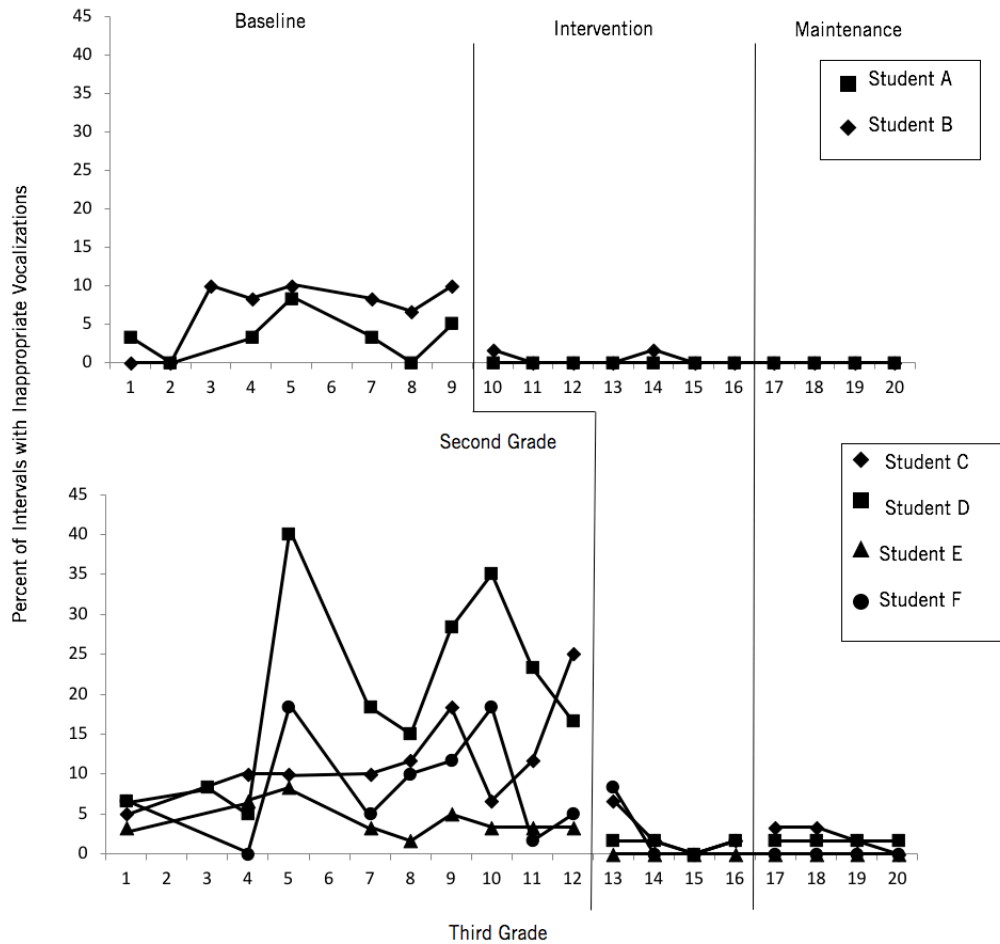 Baseline
Intervention
Maintenance
Student A
Student B
Percent of Intervals with Inappropriate Vocalizations
45
40
35
30
25
20
15
10
5
0
1 2 3 4 5 6 7 8 9 10 11 12 13 14 15 16 17 18 19 20
Second Grade
Student C
Student D
Student E
Student F
45
40
35
30
25
20
15
10
5
0
1 2 3 4 5 6 7 8 9 10 11 12 13 14 15 16 17 18 19 20
Third Grade